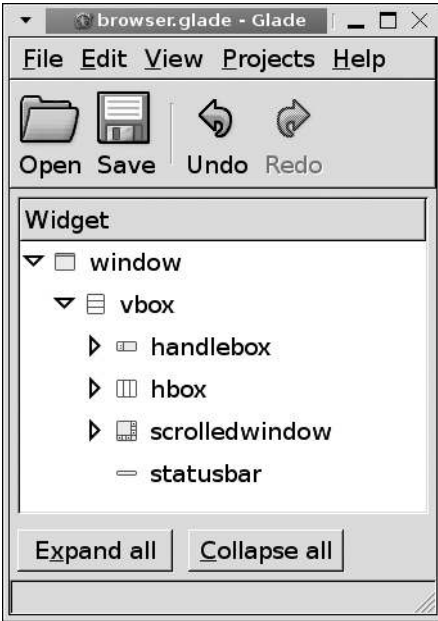 browser.glade - Glade
File Edit View Projects Help
Open Save Undo Redo
Widget
window
vbox
handlebox
hbox
scrolledwindow
statusbar
Expand all Collapse all